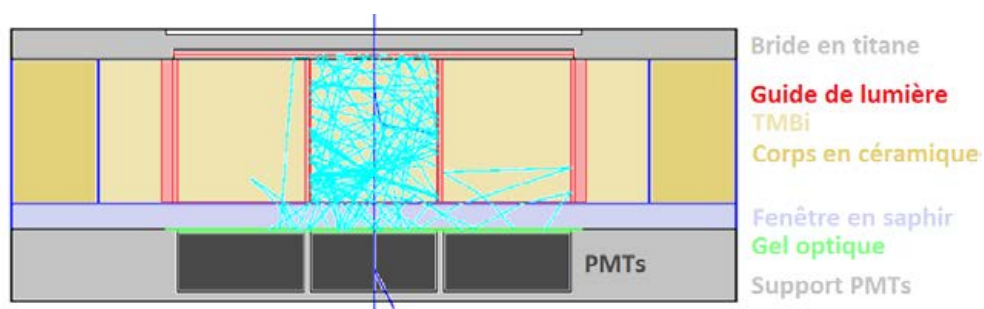 Bride en titane
Guide de lumière
TMBi
Corps en céramique
Fenêtre en saphir
Gel optique
PMTs
Support PMTs